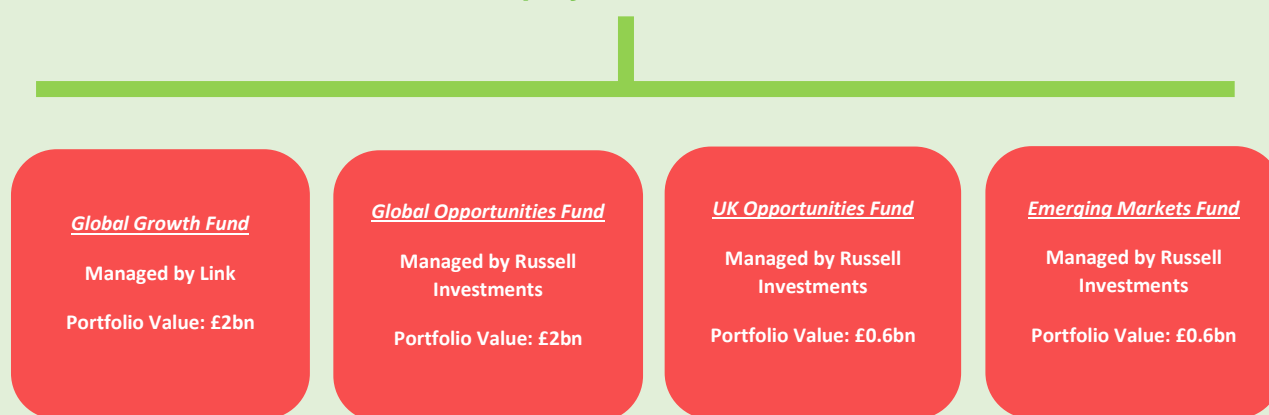 Global Growth Fund
Managed by Link
Portfolio Value: £2bn
Global Opportunities Fund
Managed by Russell
Investments
Portfolio Value: £2bn
UK Opportunities Fund
Managed by Russell
Investments
Portfolio Value: £0.6bn
Emerging Markets Fund
Managed by Russell
Investments
Portfolio Value: £0.6bn